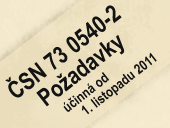 ČSN 73 0540-2
Požadavky
účinná od
1. listopadu 2011